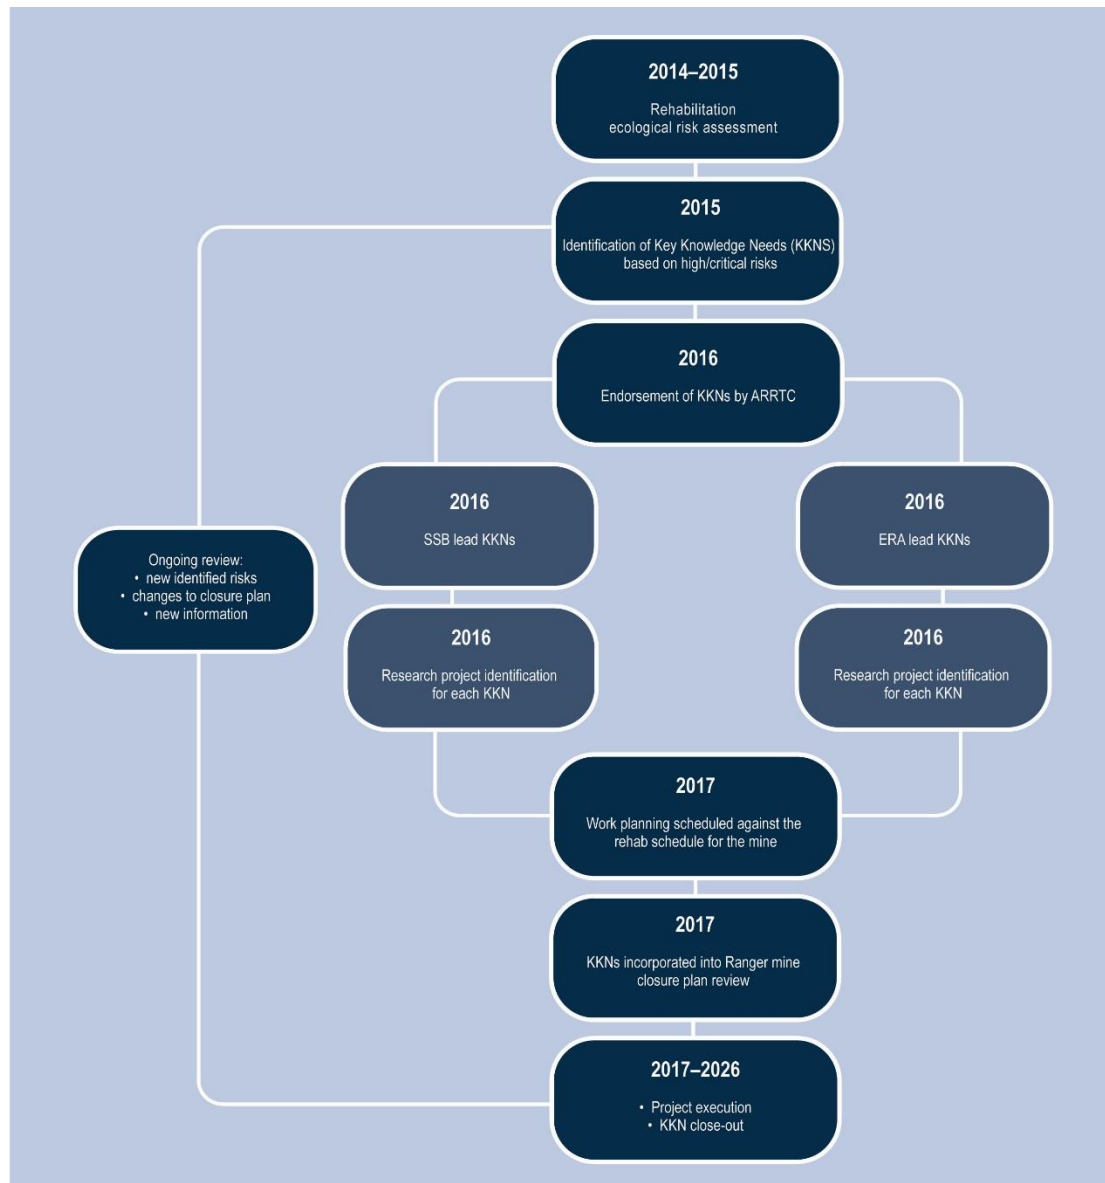 2014–2015
Rehabilitation
ecological risk assessment
2015
Identification of Key Knowledge Needs (KKNS)
based on high/critical risks
2016
Endorsement of KKNs by ARRTC
2016
SSB lead KKNs
2016
ERA lead KKNs
Ongoing review:
• new identified risks
• changes to closure plan
• new information
2016
Research project identification
for each KKN
2016
Research project identification
for each KKN
2017
Work planning scheduled against the
rehab schedule for the mine
2017
KKNs incorporated into Ranger mine
closure plan review
2017–2026
• Project execution
• KKN close-out